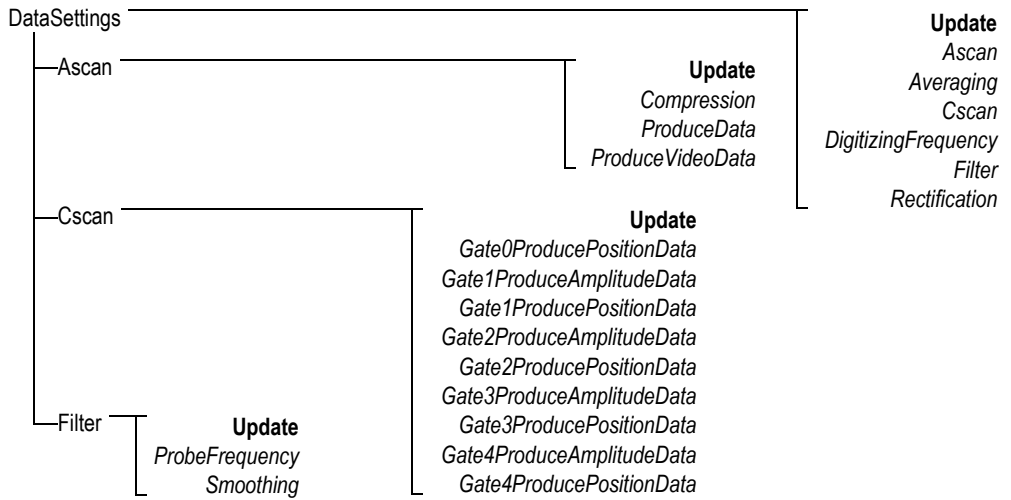 DataSettings
Update
Ascan
Averaging
Cscan
DigitizingFrequency
Filter
Rectification
Ascan
Update
Compression
ProduceData
ProduceVideoData
Cscan
Update
Gate0ProducePositionData
Gate1ProduceAmplitudeData
Gate1ProducePositionData
Gate2ProduceAmplitudeData
Gate2ProducePositionData
Gate3ProduceAmplitudeData
Gate3ProducePositionData
Gate4ProduceAmplitudeData
Gate4ProducePositionData
Filter
Update
ProbeFrequency
Smoothing